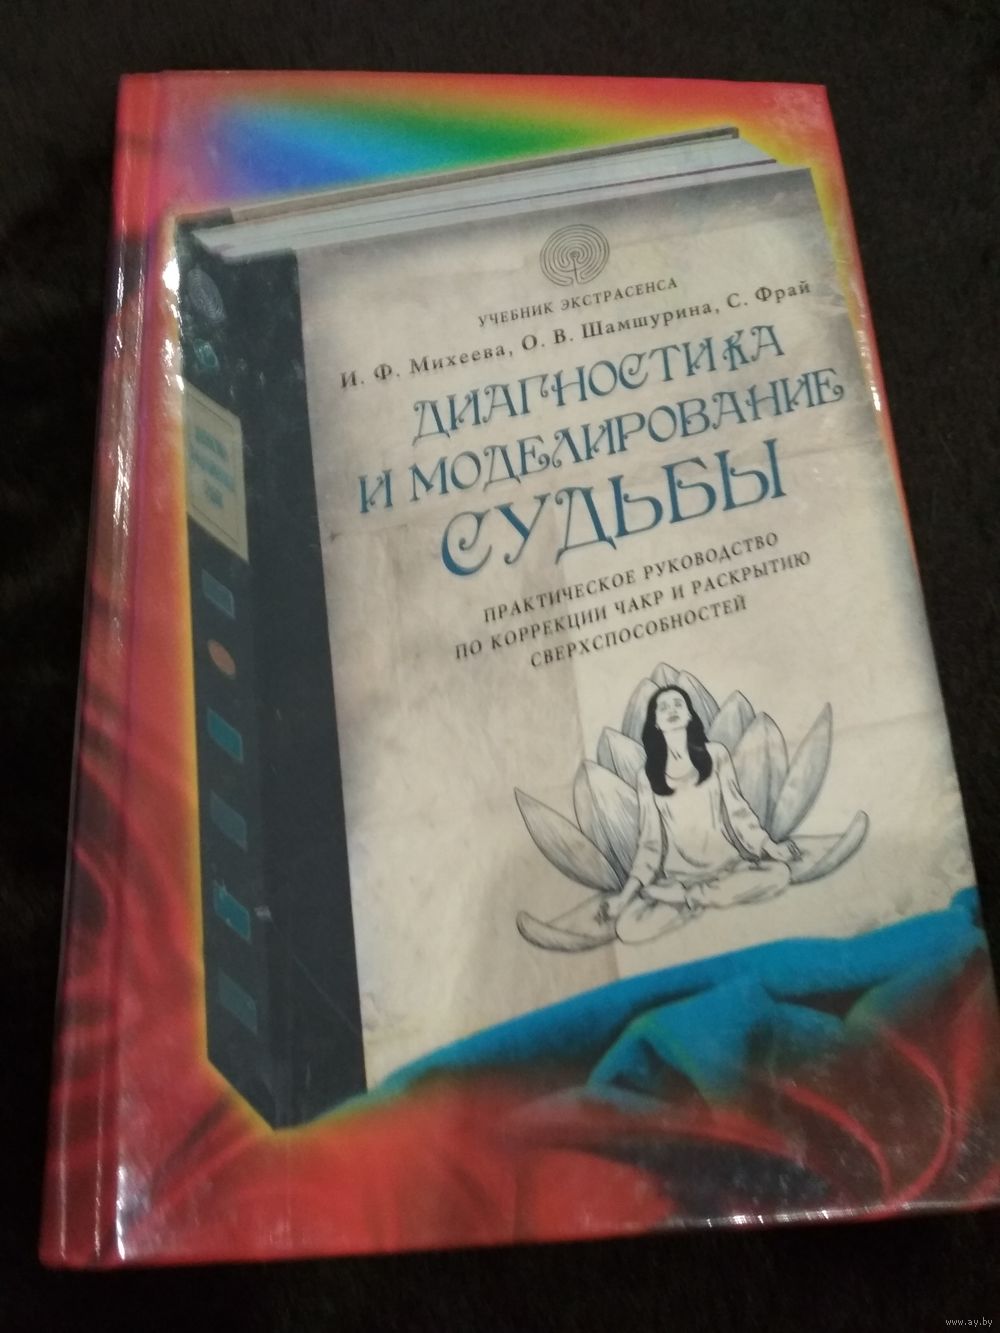 УЧЕБНИК ЭКСТРАСЕНСА
И. Ф. Михеева, О. В. Шамшурина, С. Фрай
ДИАГНОСТИКА
И МОДЕЛИРОВАНИЕ
СУДЬБЫ
ПРАКТИЧЕСКОЕ РУКОВОДСТВО
ПО КОРРЕКЦИИ ЧАКР И РАСКРЫТИЮ
СВЕРХСПОСОБНОСТЕЙ
www.ay.by